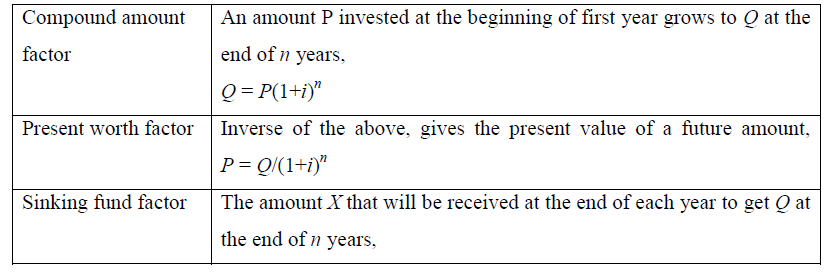 Compound amount factor
An amount P invested at the beginning of first year grows to Q at the
end of n years,
Q = P(1+i)ⁿ
Present worth factor
Inverse of the above, gives the present value of a future amount,
P = Q/(1+i)ⁿ
Sinking fund factor
The amount X that will be received at the end of each year to get Q at
the end of n years,